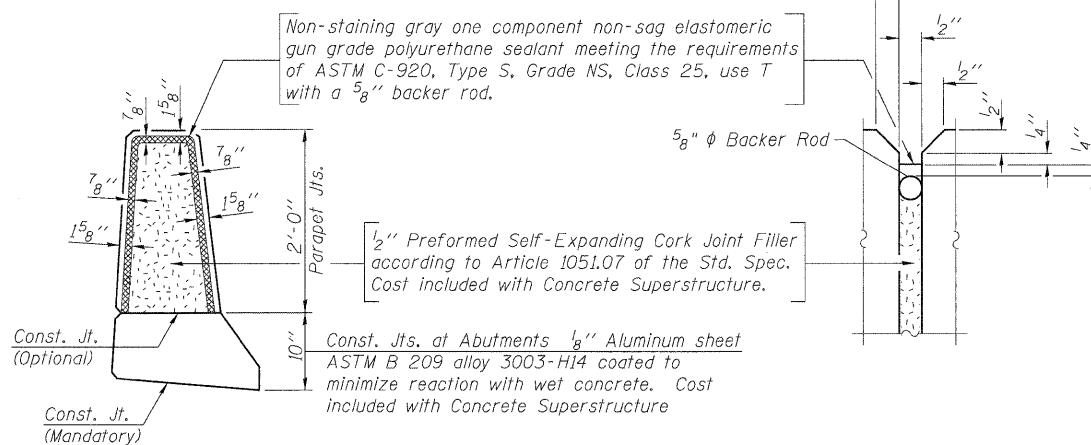 Non-staining gray one component non-sag elastomeric
gun grade polyurethane sealant meeting the requirements
of ASTM C-920, Type S, Grade NS, Class 25, use T
with a 5/8" backer rod.
7/8"
1 5/8"
7/8"
7/8"
1 5/8"
1 5/8"
2'-0"
Parapet Jts.
10"
Const. Jt.
(Optional)
Const. Jt.
(Mandatory)
1/2" Preformed Self-Expanding Cork Joint Filler
according to Article 1051.07 of the Std. Spec.
Cost included with Concrete Superstructure.
Const. Jts. at Abutments 1/8" Aluminum sheet
ASTM B 209 alloy 3003-H14 coated to
minimize reaction with wet concrete. Cost
included with Concrete Superstructure
1/2"
1/2"
1/2"
1/4"
1/4"
5/8" ϕ Backer Rod